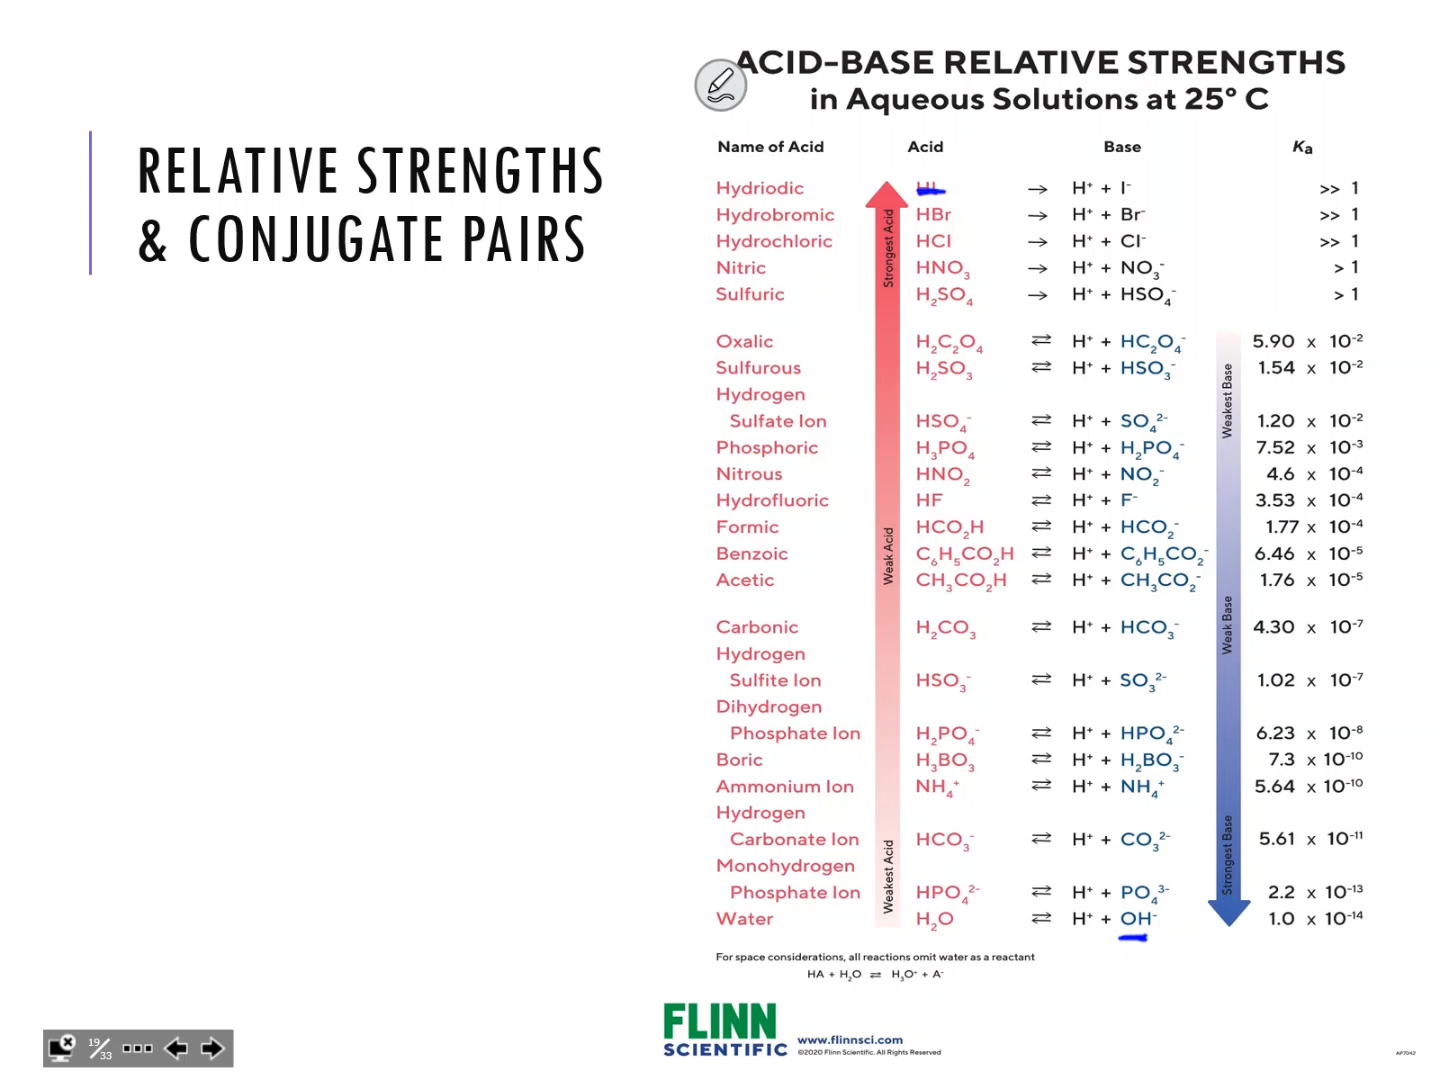 RELATIVE STRENGTHS
& CONJUGATE PAIRS
ACID-BASE RELATIVE STRENGTHS
in Aqueous Solutions at 25° C
Name of Acid Acid Base Ka
Hydriodic HI → H⁺ + I⁻ >> 1
Hydrobromic HBr → H⁺ + Br⁻ >> 1
Hydrochloric HCl → H⁺ + Cl⁻ >> 1
Nitric HNO₃ → H⁺ + NO₃⁻ > 1
Sulfuric H₂SO₄ → H⁺ + HSO₄⁻ > 1
Oxalic H₂C₂O₄ ⇌ H⁺ + HC₂O₄⁻ 5.90 x 10⁻²
Sulfurous H₂SO₃ ⇌ H⁺ + HSO₃⁻ 1.54 x 10⁻²
Hydrogen
Sulfate Ion HSO₄⁻ ⇌ H⁺ + SO₄²⁻ 1.20 x 10⁻²
Phosphoric H₃PO₄ ⇌ H⁺ + H₂PO₄⁻ 7.52 x 10⁻³
Nitrous HNO₂ ⇌ H⁺ + NO₂⁻ 4.6 x 10⁻⁴
Hydrofluoric HF ⇌ H⁺ + F⁻ 3.53 x 10⁻⁴
Formic HCO₂H ⇌ H⁺ + HCO₂⁻ 1.77 x 10⁻⁴
Benzoic C₆H₅CO₂H ⇌ H⁺ + C₆H₅CO₂⁻ 6.46 x 10⁻⁵
Acetic CH₃CO₂H ⇌ H⁺ + CH₃CO₂⁻ 1.76 x 10⁻⁵
Carbonic H₂CO₃ ⇌ H⁺ + HCO₃⁻ 4.30 x 10⁻⁷
Hydrogen
Sulfite Ion HSO₃⁻ ⇌ H⁺ + SO₃²⁻ 1.02 x 10⁻⁷
Dihydrogen
Phosphate Ion H₂PO₄⁻ ⇌ H⁺ + HPO₄²⁻ 6.23 x 10⁻⁸
Boric H₃BO₃ ⇌ H⁺ + H₂BO₃⁻ 7.3 x 10⁻¹⁰
Ammonium Ion NH₄⁺ ⇌ H⁺ + NH₄⁺ 5.64 x 10⁻¹⁰
Hydrogen
Carbonate Ion HCO₃⁻ ⇌ H⁺ + CO₃²⁻ 5.61 x 10⁻¹¹
Monohydrogen
Phosphate Ion HPO₄²⁻ ⇌ H⁺ + PO₄³⁻ 2.2 x 10⁻¹³
Water H₂O ⇌ H⁺ + OH⁻ 1.0 x 10⁻¹⁴
Strongest Acid
Weak Acid
Weakest Acid
Weakest Base
Weak Base
Strongest Base
For space considerations, all reactions omit water as a reactant
HA + H₂O ⇌ H₃O⁺ + A⁻
FLINN
SCIENTIFIC
www.flinnsci.com
©2020 Flinn Scientific. All Rights Reserved
AP7042
19/33